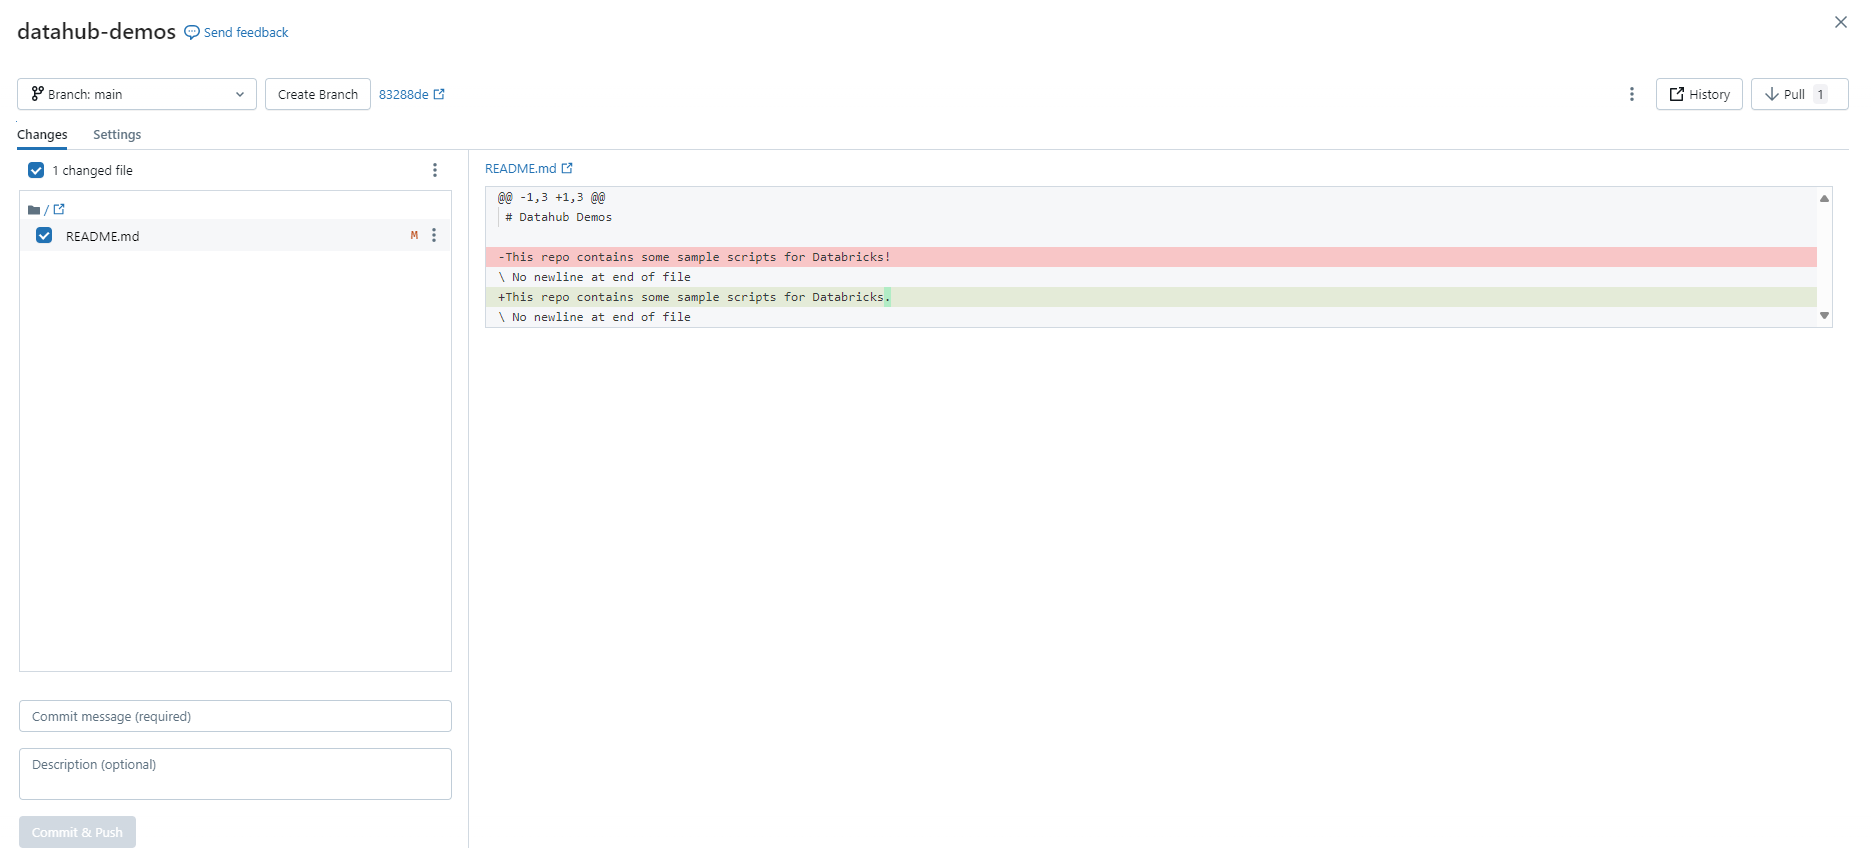 datahub-demos Send feedback
Branch: main Create Branch 83288de History Pull 1
Changes Settings
1 changed file
/
README.md M
Commit message (required)
Description (optional)
Commit & Push
README.md
@@ -1,3 +1,3 @@
# Datahub Demos
-This repo contains some sample scripts for Databricks!
\ No newline at end of file
+This repo contains some sample scripts for Databricks.
\ No newline at end of file